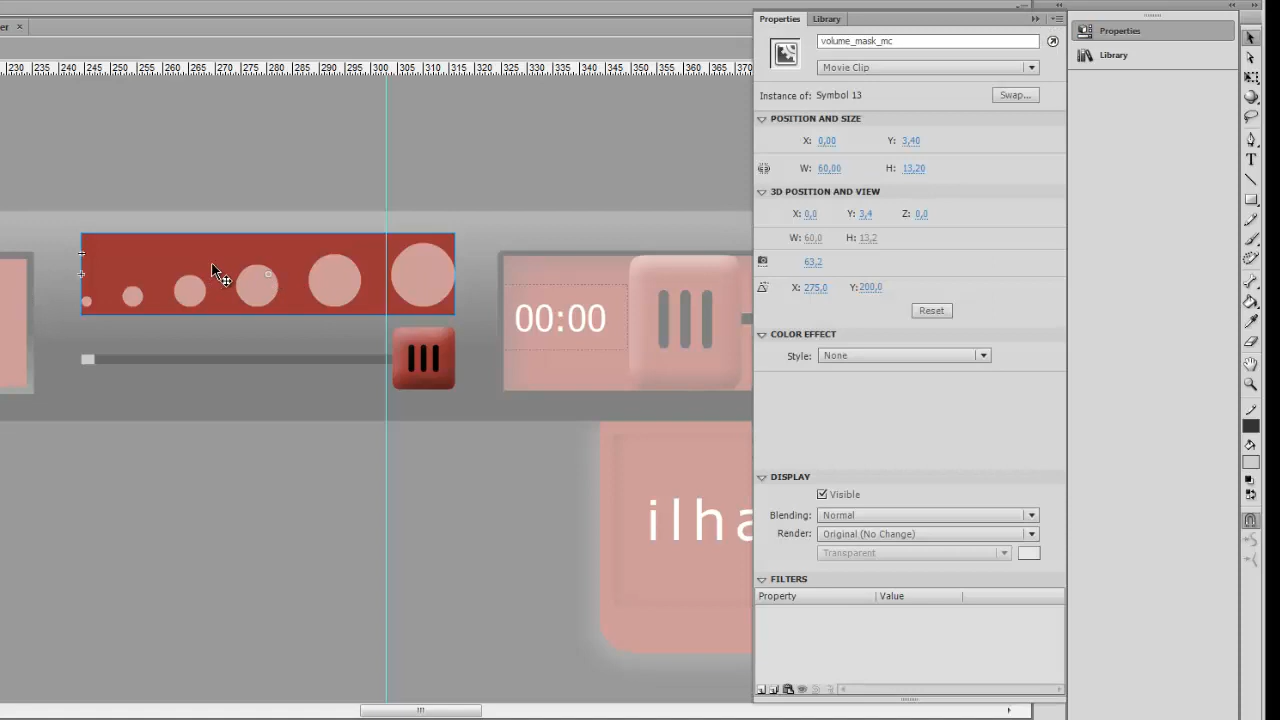 er ×
230 235 240 245 250 255 260 265 270 275 280 285 290 295 300 305 310 315 320 325 330 335 340 345 350 355 360 365 370
00:00
ilha
Properties Library
volume_mask_mc
Movie Clip
Instance of: Symbol 13 Swap...
POSITION AND SIZE
X: 0,00 Y: 3,40
W: 60,00 H: 13,20
3D POSITION AND VIEW
X: 0,0 Y: 3,4 Z: 0,0
W: 60,0 H: 13,2
63,2
X: 275,0 Y: 200,0
Reset
COLOR EFFECT
Style: None
DISPLAY
Visible
Blending: Normal
Render: Original (No Change)
Transparent
FILTERS
Property Value
Properties
Library
T